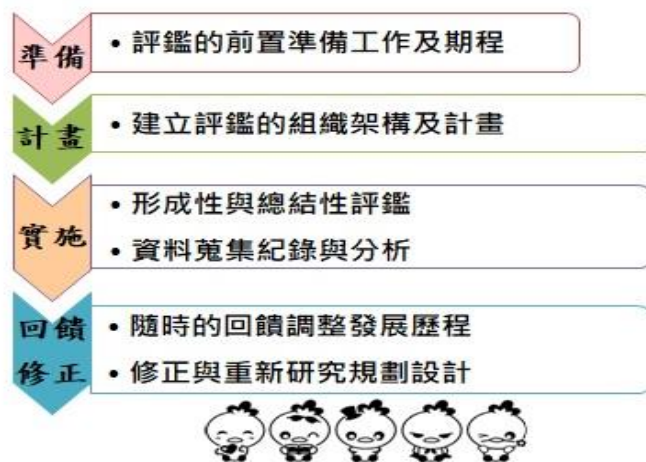 準備
• 評鑑的前置準備工作及期程
計畫
• 建立評鑑的組織架構及計畫
實施
• 形成性與總結性評鑑
• 資料蒐集紀錄與分析
回饋
修正
• 隨時的回饋調整發展歷程
• 修正與重新研究規劃設計